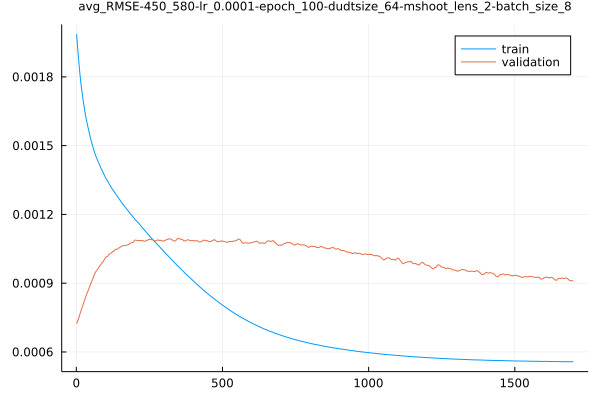 avg_RMSE-450_580-lr_0.0001-epoch_100-dudtsize_64-mshoot_lens_2-batch_size_8
train
validation
0.0018
0.0015
0.0012
0.0009
0.0006
0 500 1000 1500